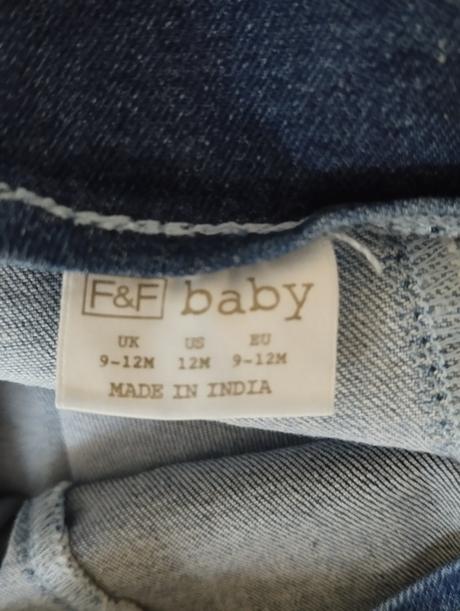 F&F baby
UK US EU
9-12M 12M 9-12M
MADE IN INDIA